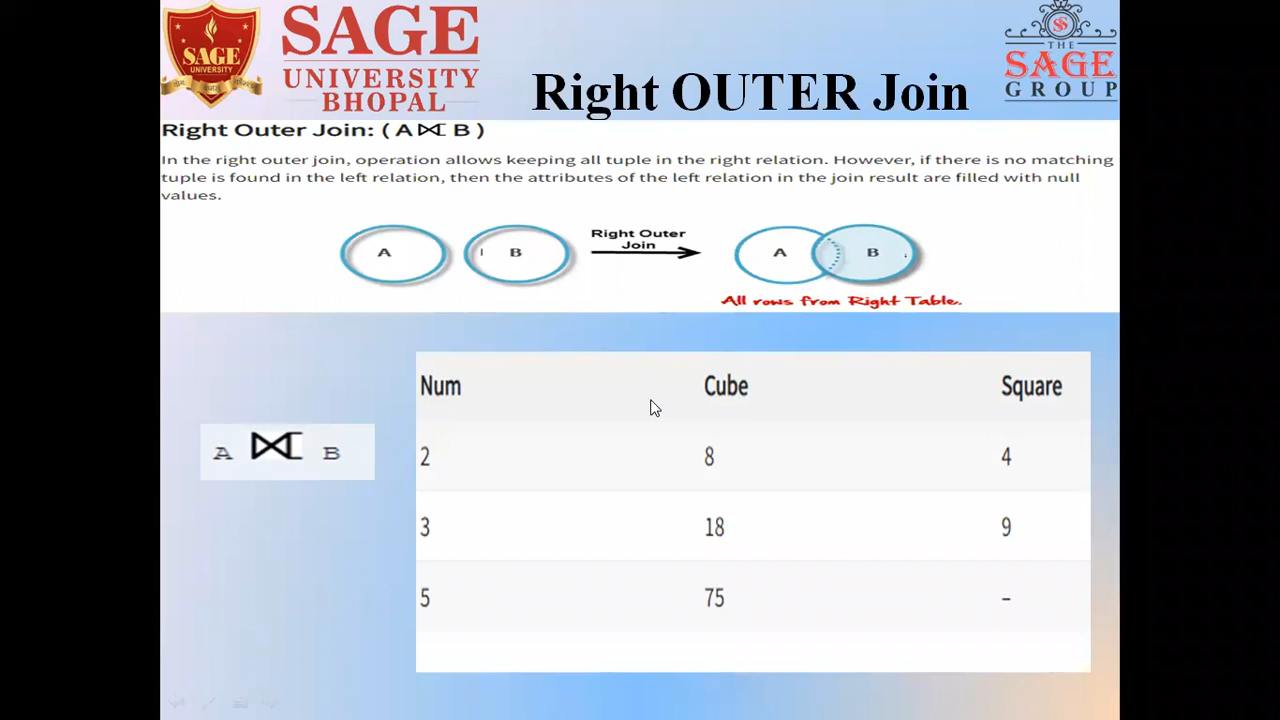 SAGE
UNIVERSITY
SAGE
UNIVERSITY
BHOPAL
THE
SAGE
GROUP
Right OUTER Join
Right Outer Join: ( A ⟖ B )
In the right outer join, operation allows keeping all tuple in the right relation. However, if there is no matching
tuple is found in the left relation, then the attributes of the left relation in the join result are filled with null
values.
A B Right Outer Join A B
All rows from Right Table.
Num Cube Square
A ⟖ B
2 8 4
3 18 9
5 75 –